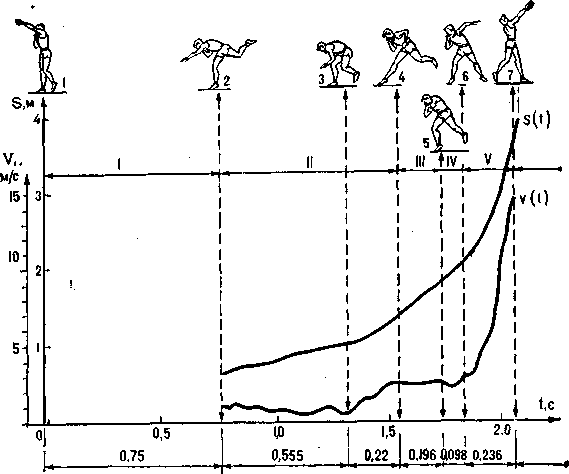 1 2 3 4 6 7
S,м
4 5 S(t)
V, I II III IV V
м/с
15 3 V(t)
10 2
5 1
t,c
0 0,5 1,0 1,5 2.0
0.75 0,555 0,22 0,196 0,098 0,236